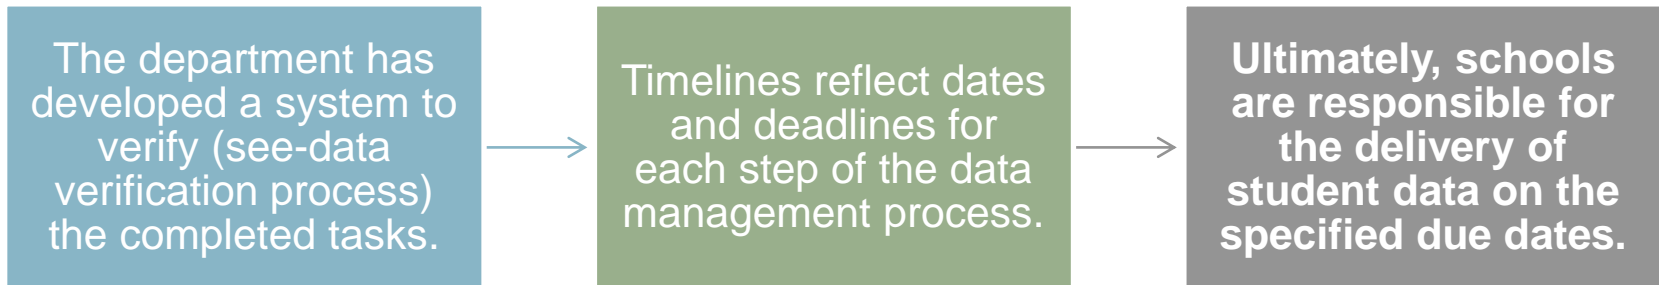 The department has
developed a system to
verify (see-data
verification process)
the completed tasks.
Timelines reflect dates
and deadlines for
each step of the data
management process.
Ultimately, schools
are responsible for
the delivery of
student data on the
specified due dates.